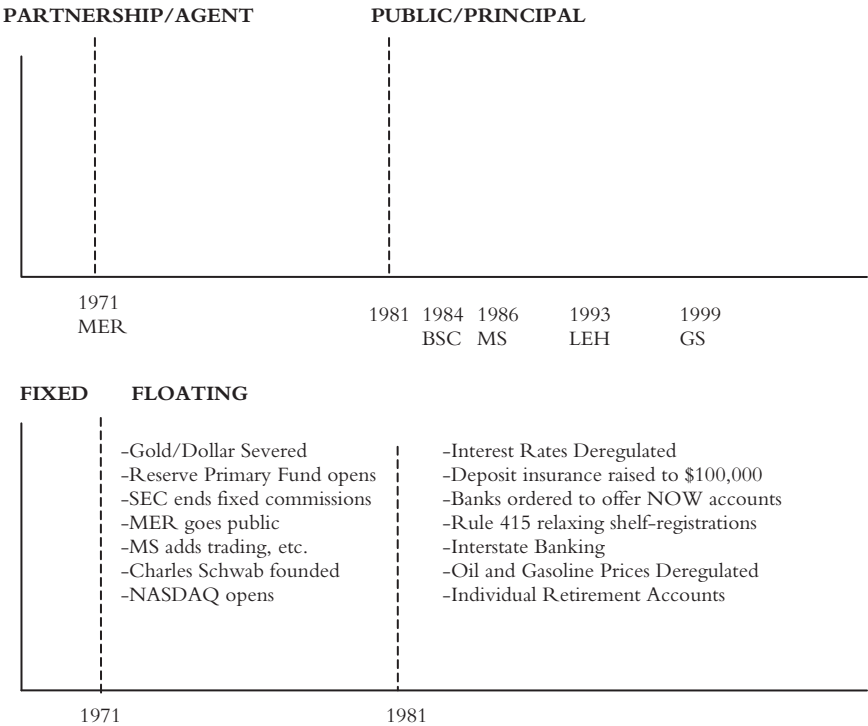 PARTNERSHIP/AGENT PUBLIC/PRINCIPAL
1971
MER
1981 1984 1986 1993 1999
BSC MS LEH GS
FIXED FLOATING
-Gold/Dollar Severed
-Reserve Primary Fund opens
-SEC ends fixed commissions
-MER goes public
-MS adds trading, etc.
-Charles Schwab founded
-NASDAQ opens
-Interest Rates Deregulated
-Deposit insurance raised to $100,000
-Banks ordered to offer NOW accounts
-Rule 415 relaxing shelf-registrations
-Interstate Banking
-Oil and Gasoline Prices Deregulated
-Individual Retirement Accounts
1971 1981